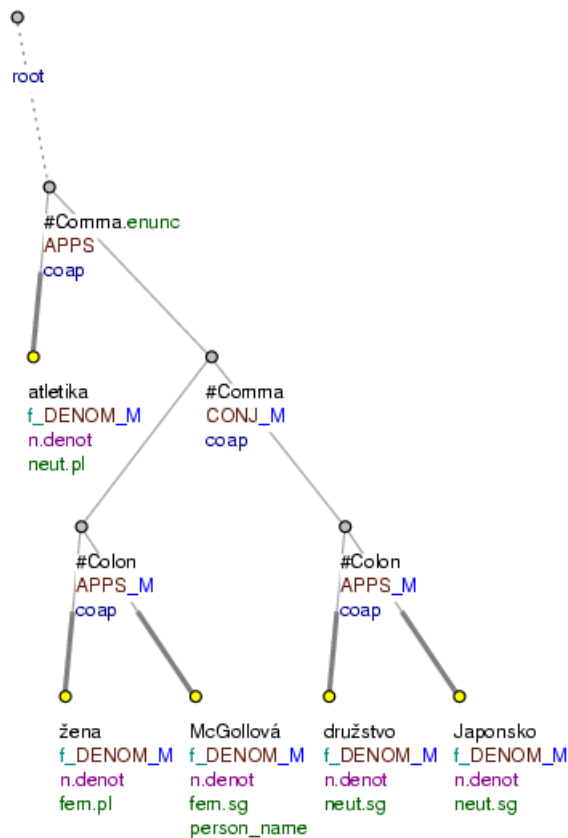 root
#Comma.enunc
APPS
coap
atletika
f_DENOM_M
n.denot
neut.pl
#Comma
CONJ_M
coap
#Colon
APPS_M
coap
#Colon
APPS_M
coap
žena
f_DENOM_M
n.denot
fem.pl
McGollová
f_DENOM_M
n.denot
fem.sg
person_name
družstvo
f_DENOM_M
n.denot
neut.sg
Japonsko
f_DENOM_M
n.denot
neut.sg